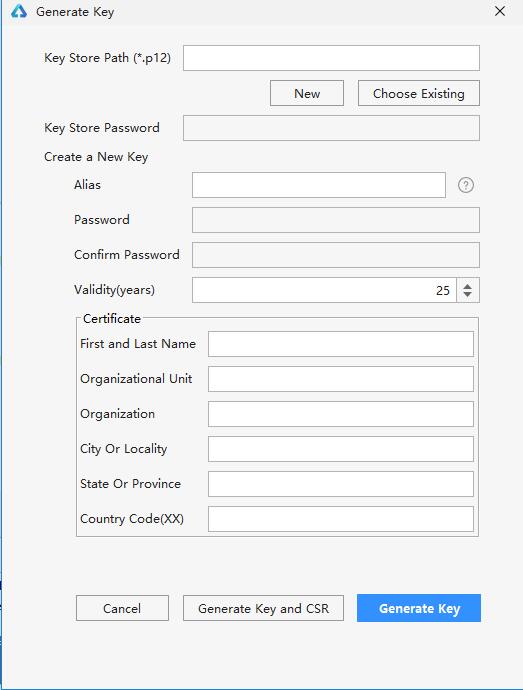 Generate Key
Key Store Path (*.p12)
New
Choose Existing
Key Store Password
Create a New Key
Alias
?
Password
Confirm Password
Validity(years)
25
Certificate
First and Last Name
Organizational Unit
Organization
City Or Locality
State Or Province
Country Code(XX)
Cancel
Generate Key and CSR
Generate Key